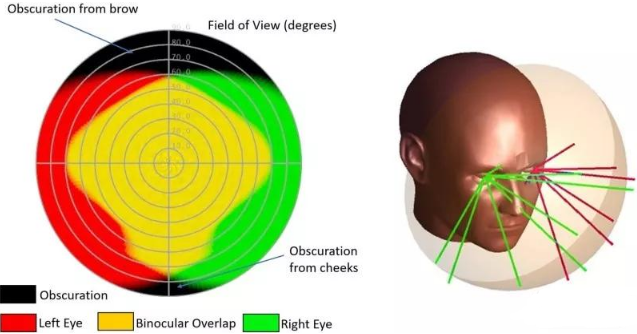 Obscuration from brow
Field of View (degrees)
80.0
70.0
60.0
Obscuration
from cheeks
Obscuration
Left Eye
Binocular Overlap
Right Eye